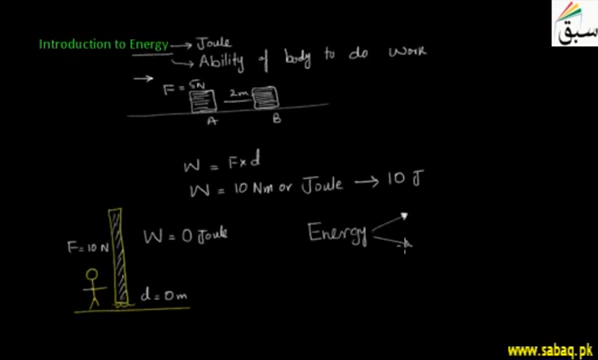 Introduction to Energy → Joule
→ Ability of body to do work
F = 5N
2m
A B
W = F×d
W = 10 Nm or Joule → 10 J
F = 10 N
W = 0 Joule
Energy
d = 0m
سبق
www.sabaq.pk